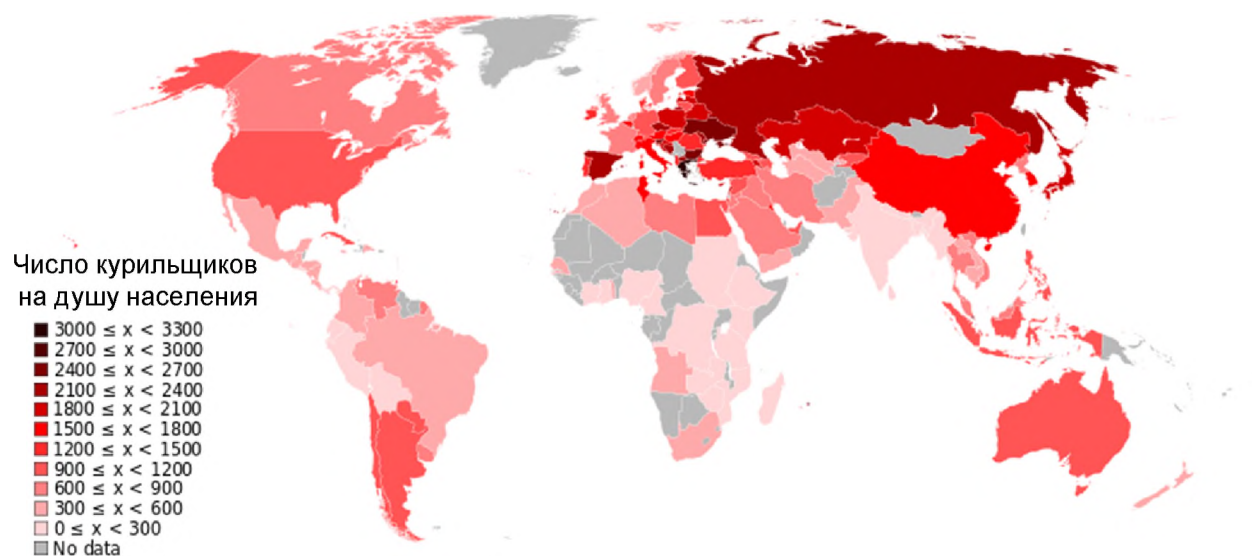 Число курильщиков
на душу населения
3000 ≤ x < 3300
2700 ≤ x < 3000
2400 ≤ x < 2700
2100 ≤ x < 2400
1800 ≤ x < 2100
1500 ≤ x < 1800
1200 ≤ x < 1500
900 ≤ x < 1200
600 ≤ x < 900
300 ≤ x < 600
0 ≤ x < 300
No data